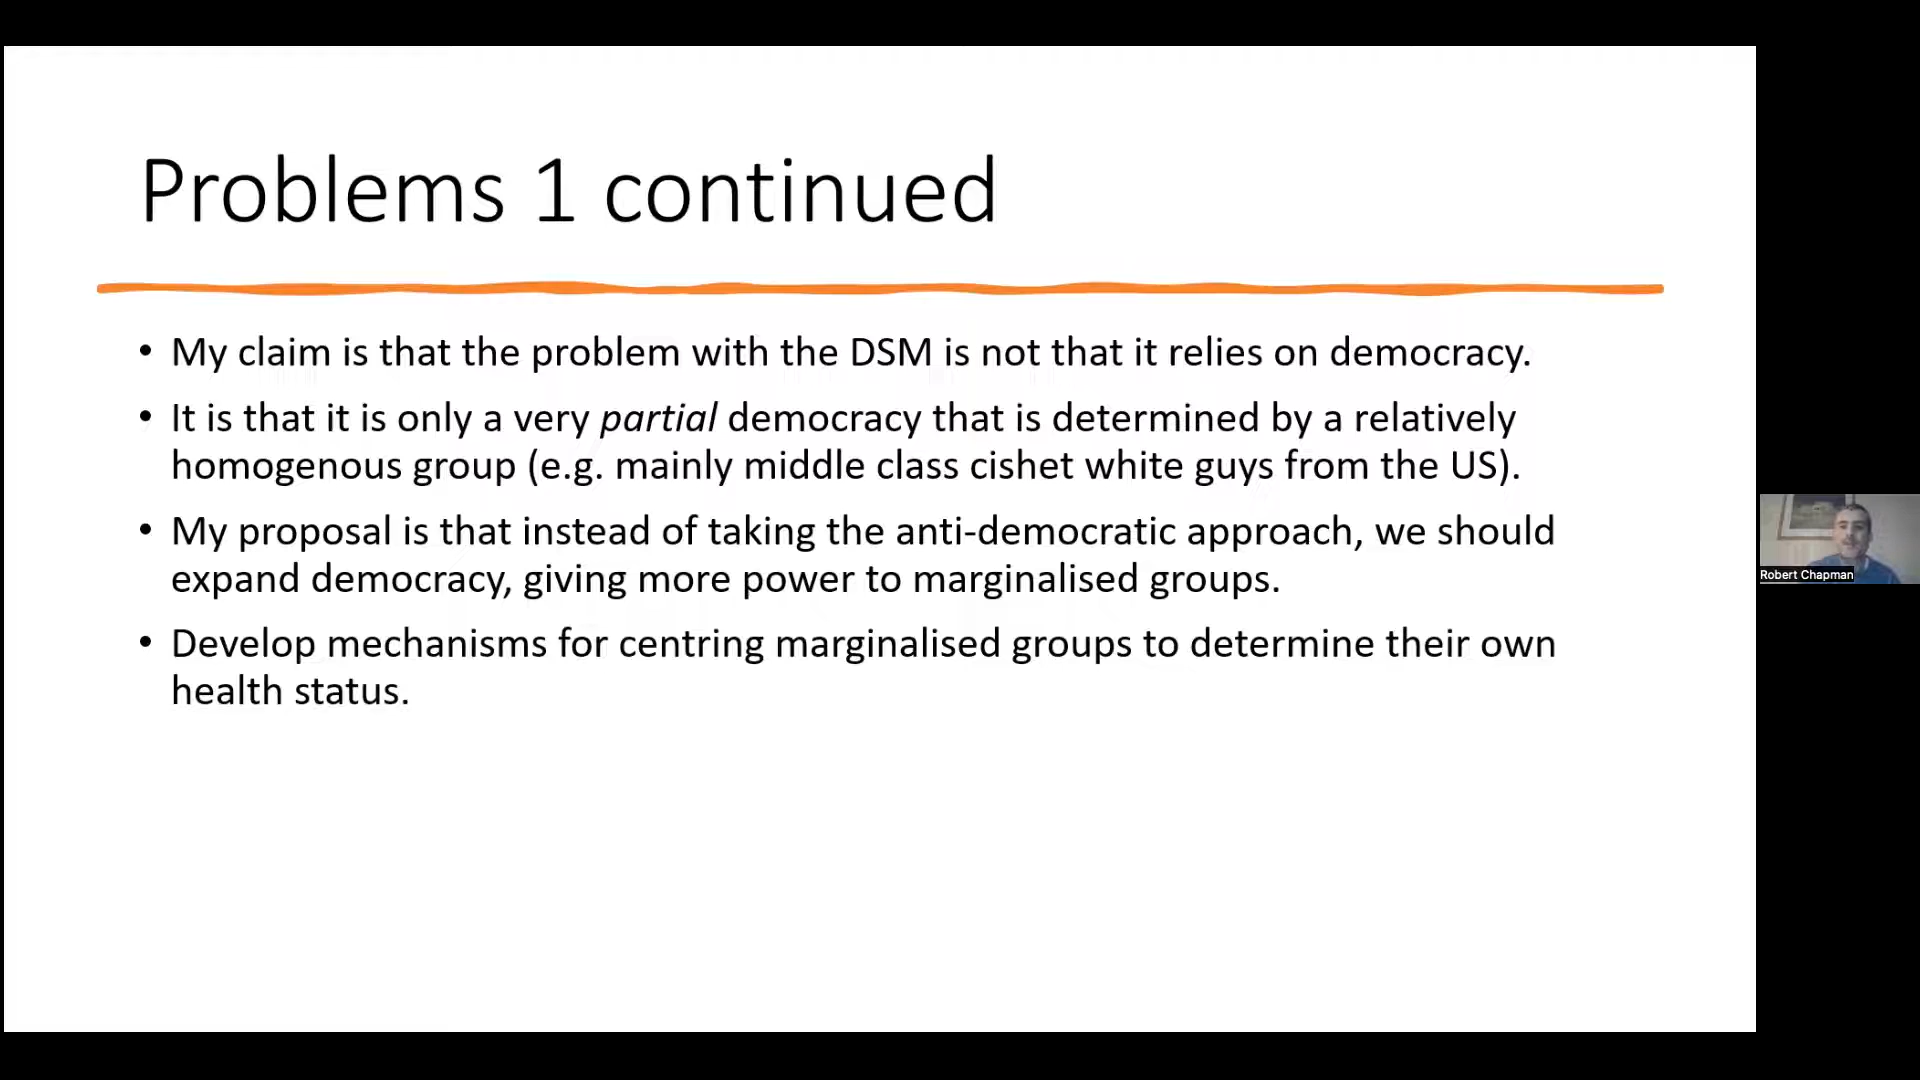 Problems 1 continued
• My claim is that the problem with the DSM is not that it relies on democracy.
• It is that it is only a very partial democracy that is determined by a relatively
homogenous group (e.g. mainly middle class cishet white guys from the US).
• My proposal is that instead of taking the anti-democratic approach, we should
expand democracy, giving more power to marginalised groups.
• Develop mechanisms for centring marginalised groups to determine their own
health status.
Robert Chapman